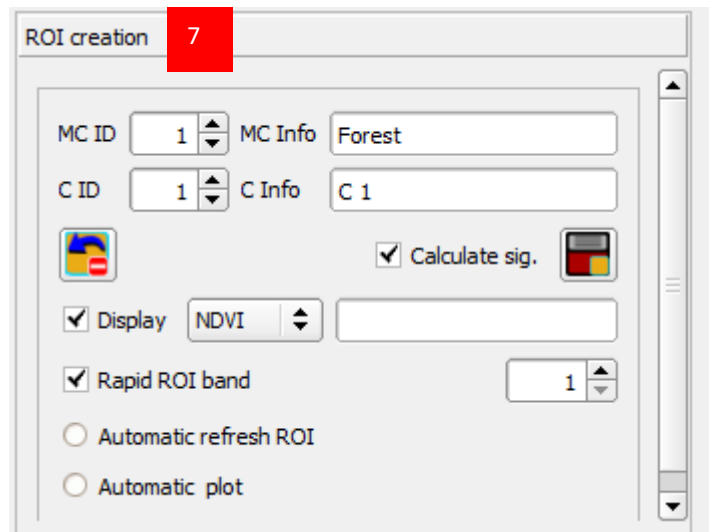 ROI creation 7
MC ID 1 MC Info Forest
C ID 1 C Info C 1
Calculate sig.
Display NDVI
Rapid ROI band 1
Automatic refresh ROI
Automatic plot